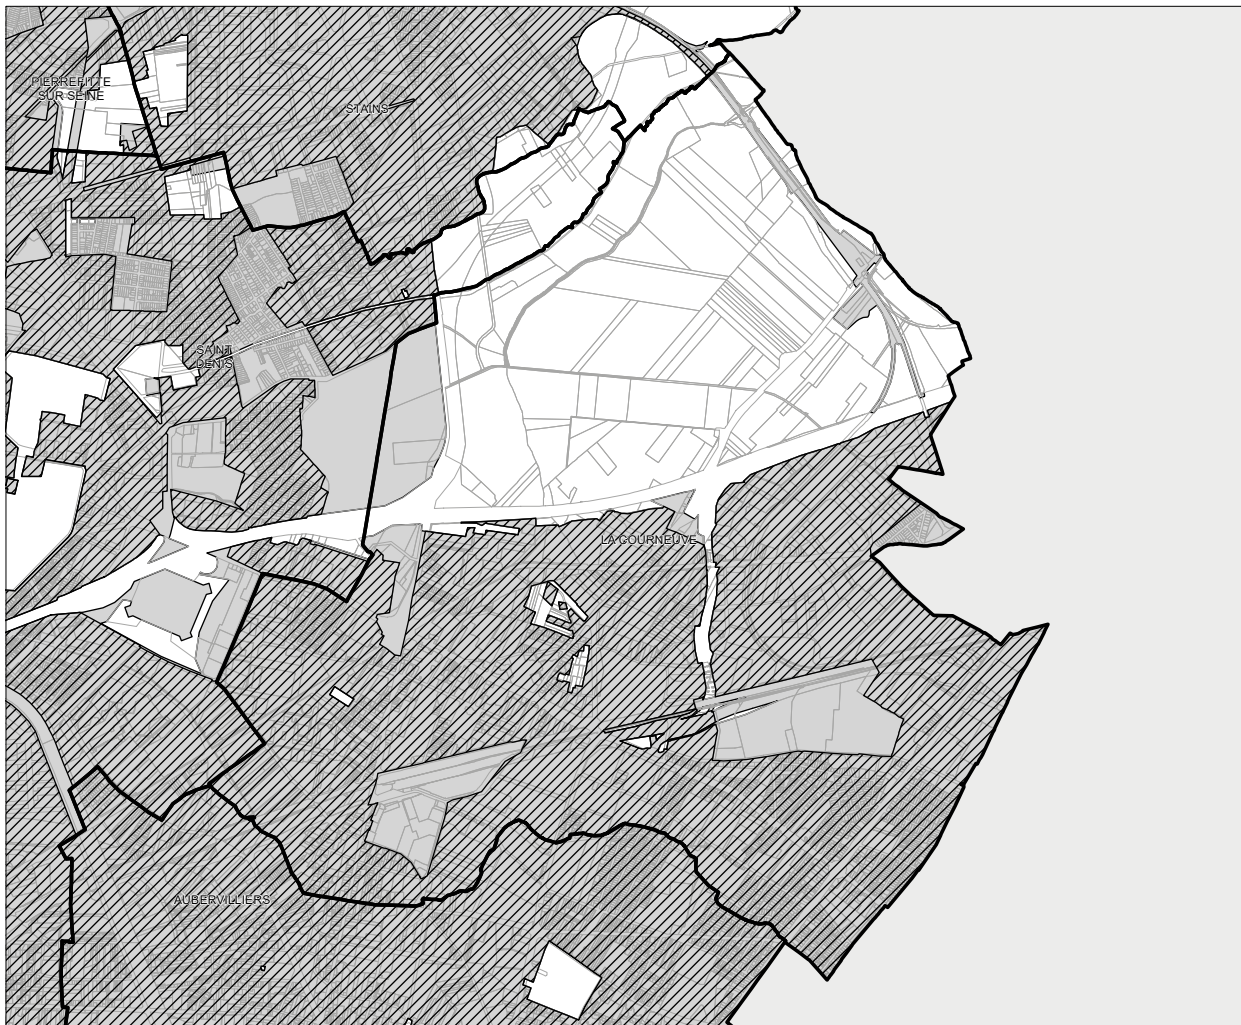 PIERREFITTE
SUR SEINE
STAINS
SAINT
DENIS
LA COURNEUVE
AUBERVILLIERS